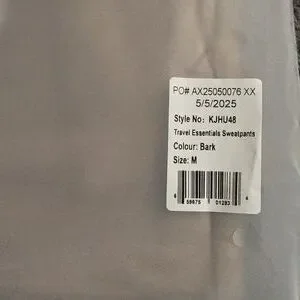 PO# AX25050076 XX
5/5/2025
Style No: KJHU48
Travel Essentials Sweatpants
Colour: Bark
Size: M